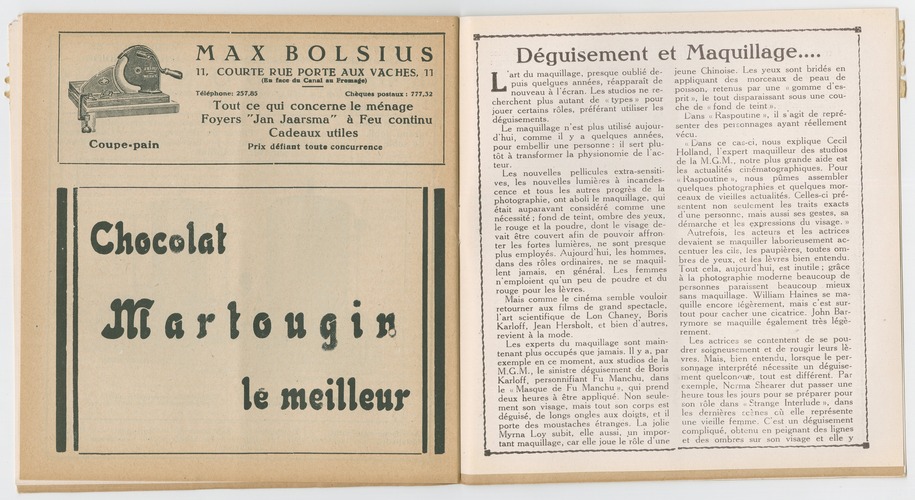 MAX BOLSIUS
11, COURTE RUE PORTE AUX VACHES, 11
(En face du Canal au Fromage)
Téléphone: 257,85 Chèques postaux : 777,32
Tout ce qui concerne le ménage
Foyers "Jan Jaarsma" à Feu continu
Cadeaux utiles
Coupe-pain
Prix défiant toute concurrence
Chocolat
Martougin
le meilleur
Déguisement et Maquillage....
L'art du maquillage, presque oublié de-
puis quelques années, réapparaît de
nouveau à l'écran. Les studios ne re-
cherchent plus autant de « types » pour
jouer certains rôles, préférant utiliser les
déguisements.
Le maquillage n'est plus utilisé aujour-
d'hui, comme il y a quelques années,
pour embellir une personne : il sert plu-
tôt à transformer la physionomie de l'ac-
teur.
Les nouvelles pellicules extra-sensiti-
ves, les nouvelles lumières à incandes-
cence et tous les autres progrès de la
photographie, ont aboli le maquillage, qui
était auparavant considéré comme une
nécessité ; fond de teint, ombre des yeux,
le rouge et la poudre, dont le visage de-
vait être couvert afin de pouvoir affron-
ter les fortes lumières, ne sont presque
plus employés. Aujourd'hui, les hommes,
dans des rôles ordinaires, ne se maquil-
lent jamais, en général. Les femmes
n'emploient qu'un peu de poudre et du
rouge pour les lèvres.
Mais comme le cinéma semble vouloir
retourner aux films de grand spectacle,
l'art scientifique de Lon Chaney, Boris
Karloff, Jean Hersholt, et bien d'autres,
revient à la mode.
Les experts du maquillage sont main-
tenant plus occupés que jamais. Il y a, par
exemple en ce moment, aux studios de la
M.G.M., le sinistre déguisement de Boris
Karloff, personnifiant Fu Manchu, dans
le « Masque de Fu Manchu », qui prend
deux heures à être appliqué. Non seule-
ment son visage, mais tout son corps est
déguisé, de longs ongles aux doigts, et il
porte des moustaches étranges. La jolie
Myrna Loy subit, elle aussi, un impor-
tant maquillage, car elle joue le rôle d'une
jeune Chinoise. Les yeux sont bridés en
appliquant des morceaux de peau de
poisson, retenus par une « gomme d'es-
prit », le tout disparaissant sous une cou-
che de « fond de teint ».
Dans « Raspoutine », il s'agit de repré-
senter des personnages ayant réellement
vécu.
« Dans ce cas-ci, nous explique Cecil
Holland, l'expert maquilleur des studios
de la M.G.M., notre plus grande aide est
les actualités cinématographiques. Pour
« Raspoutine », nous pûmes assembler
quelques photographies et quelques mor-
ceaux de vieilles actualités. Celles-ci pré-
sentent non seulement les traits exacts
d'une personne, mais aussi ses gestes, sa
démarche et les expressions du visage. »
Autrefois, les acteurs et les actrices
devaient se maquiller laborieusement ac-
centuer les cils, les paupières, toutes om-
bres de yeux, et les lèvres bien entendu.
Tout cela, aujourd'hui, est inutile ; grâce
à la photographie moderne beaucoup de
personnes paraissent beaucoup mieux
sans maquillage. William Haines se ma-
quille encore légèrement, mais c'est sur-
tout pour cacher une cicatrice. John Bar-
rymore se maquille également très légè-
rement.
Les actrices se contentent de se pou-
drer soigneusement et de rougir leurs lè-
vres. Mais, bien entendu, lorsque le per-
sonnage interprété nécessite un déguise-
ment quelconque, tout est différent. Par
exemple, Norma Shearer dut passer une
heure tous les jours pour se préparer pour
son rôle dans « Strange Interlude », dans
les dernières scènes où elle représente
une vieille femme. C'est un déguisement
compliqué, obtenu en peignant des lignes
et des ombres sur son visage et elle y